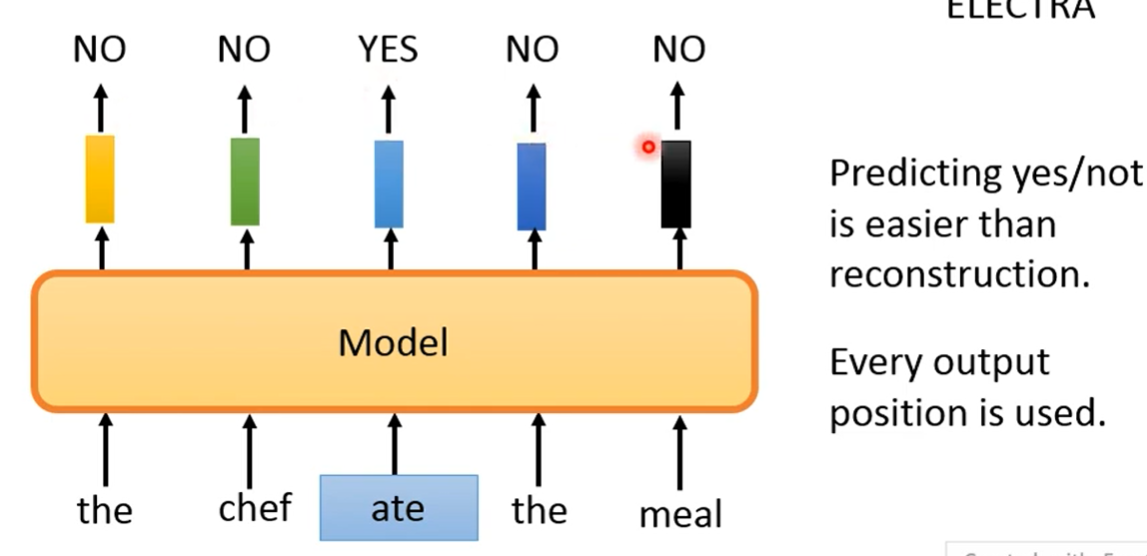 ELECTRA
NO NO YES NO NO
Predicting yes/not
is easier than
reconstruction.
Model
Every output
position is used.
the chef ate the meal